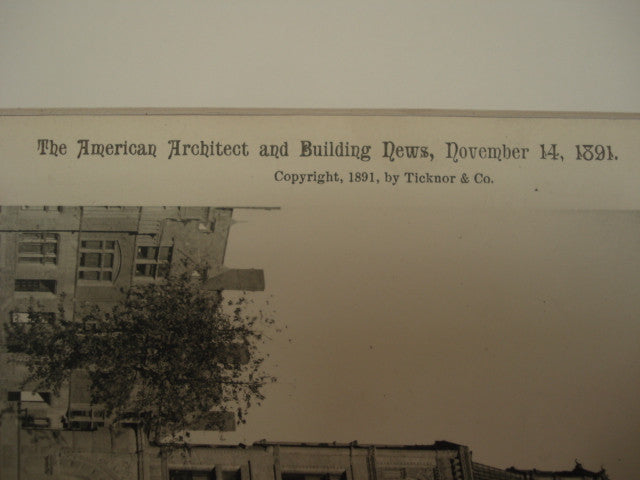 The American Architect and Building News, November 14, 1891.
Copyright, 1891, by Ticknor & Co.